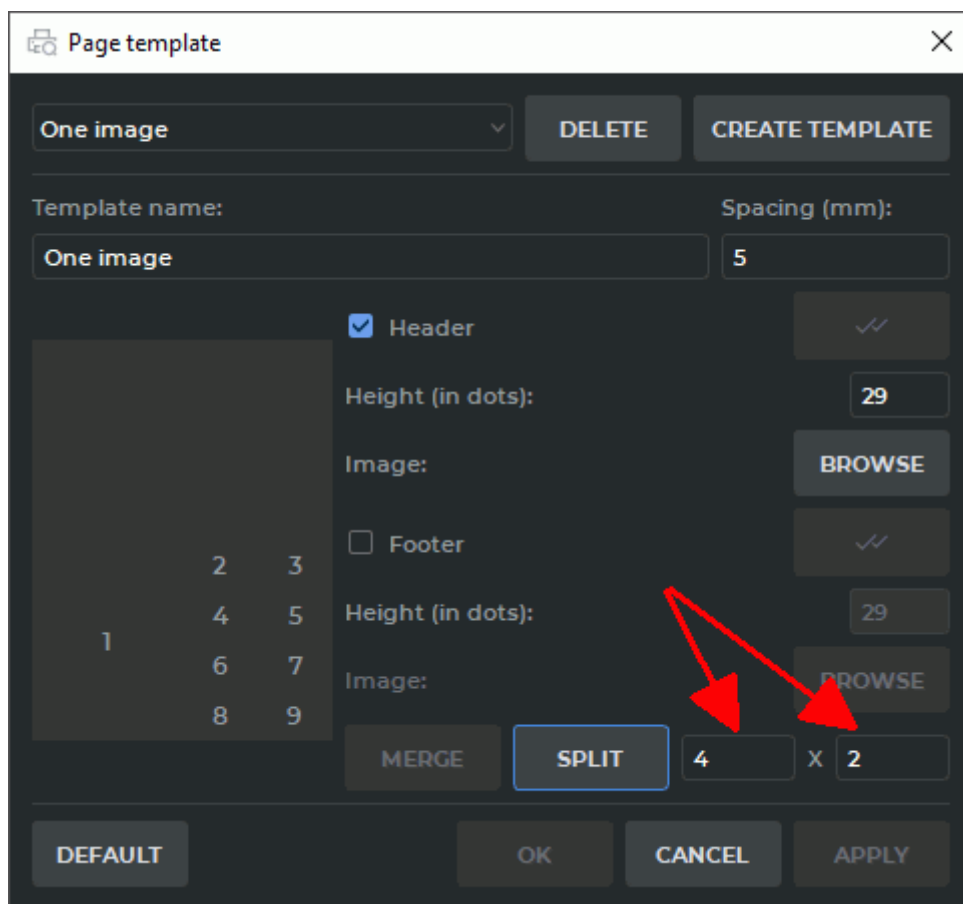 Page template
One image
DELETE
CREATE TEMPLATE
Template name:
Spacing (mm):
One image
5
Header
Height (in dots):
29
Image:
BROWSE
Footer
2 3
Height (in dots):
29
4 5
1
6 7
Image:
BROWSE
8 9
MERGE
SPLIT
4 X 2
DEFAULT
OK
CANCEL
APPLY